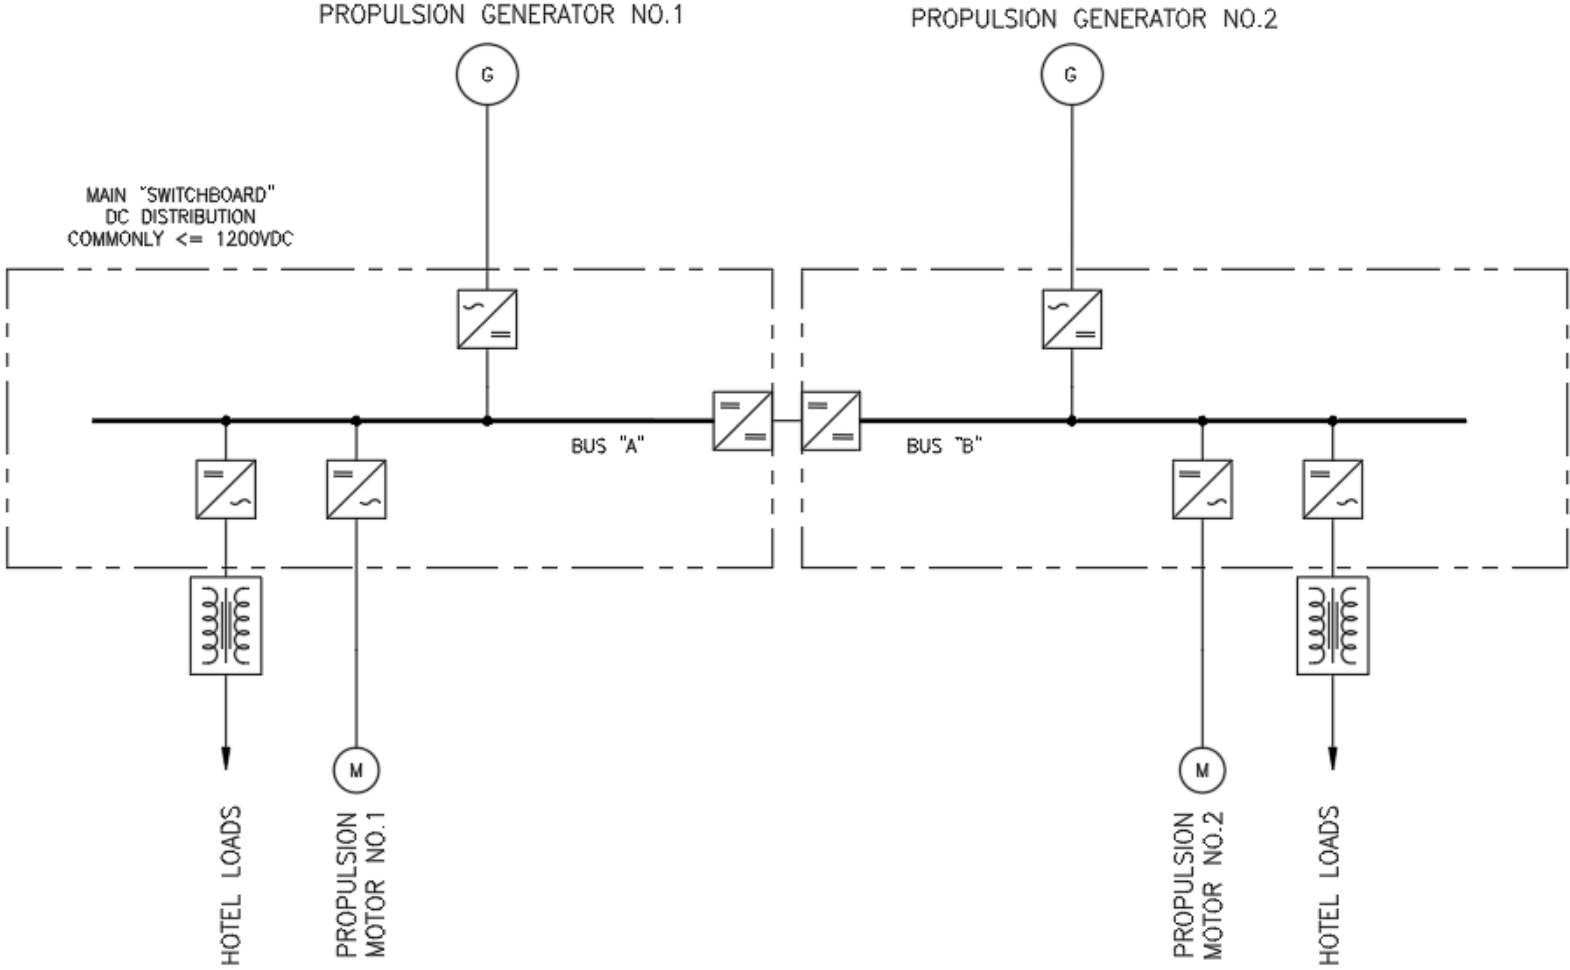 PROPULSION GENERATOR NO.1
PROPULSION GENERATOR NO.2
G
G
MAIN "SWITCHBOARD"
DC DISTRIBUTION
COMMONLY <= 1200VDC
BUS "A"
BUS "B"
M
M
HOTEL LOADS
PROPULSION
MOTOR NO.1
PROPULSION
MOTOR NO.2
HOTEL LOADS